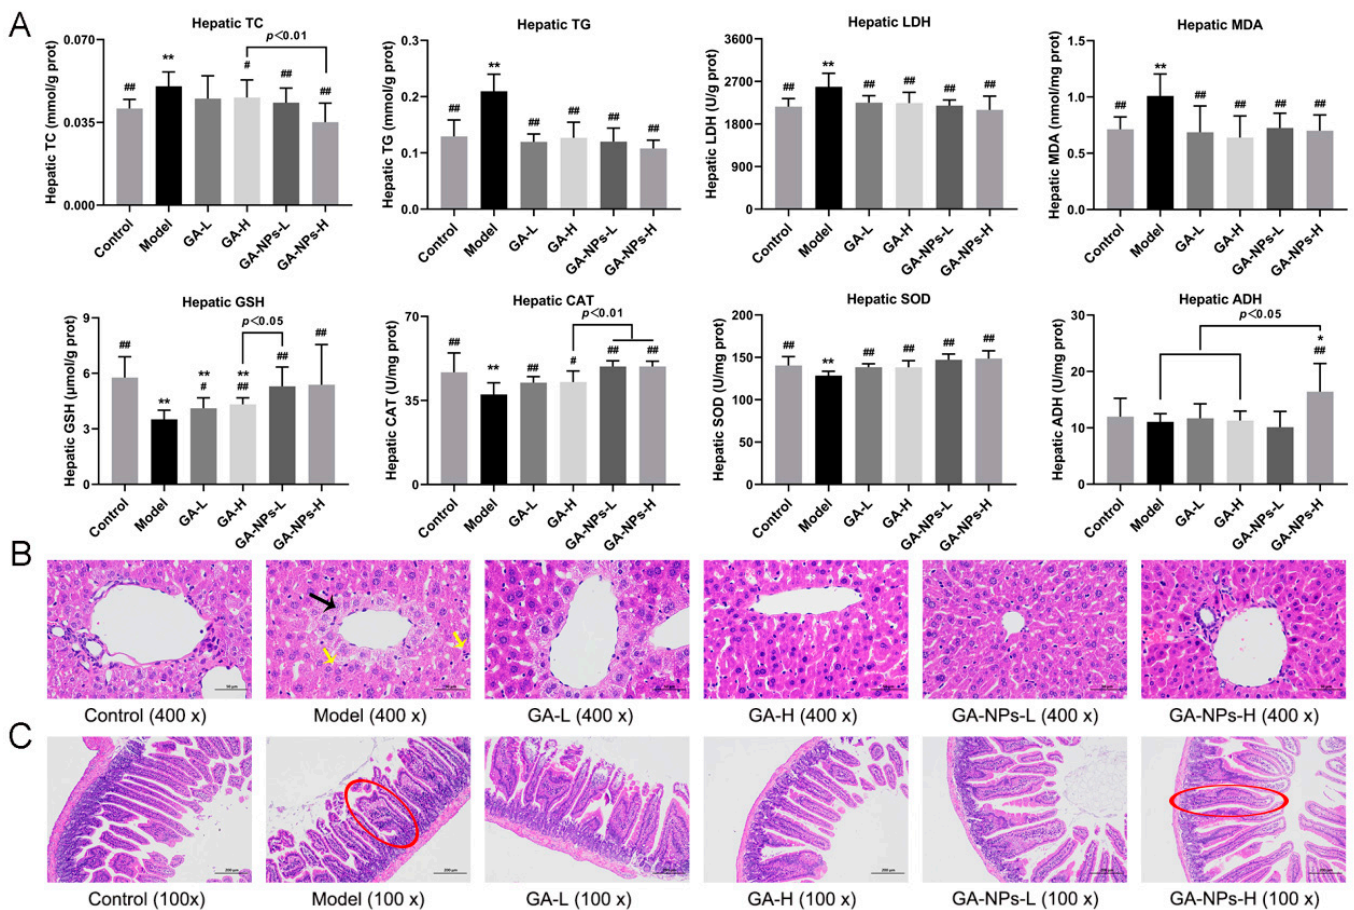 A
Hepatic TC
Hepatic TC (mmol/g prot)
0.070
0.035
0.000
##
**
#
##
##
p<0.01
Control
Model
GA-L
GA-H
GA-NPs-L
GA-NPs-H
Hepatic TG
Hepatic TG (mmol/g prot)
0.3
0.2
0.1
0.0
##
**
##
##
##
##
Control
Model
GA-L
GA-H
GA-NPs-L
GA-NPs-H
Hepatic LDH
Hepatic LDH (U/g prot)
3600
2700
1800
900
0
##
**
##
##
##
##
Control
Model
GA-L
GA-H
GA-NPs-L
GA-NPs-H
Hepatic MDA
Hepatic MDA (nmol/mg prot)
1.5
1.0
0.5
0.0
##
**
##
##
##
##
Control
Model
GA-L
GA-H
GA-NPs-L
GA-NPs-H
Hepatic GSH
Hepatic GSH (μmol/g prot)
9
6
3
0
##
**
**
#
**
##
##
##
p<0.05
Control
Model
GA-L
GA-H
GA-NPs-L
GA-NPs-H
Hepatic CAT
Hepatic CAT (U/mg prot)
70
35
0
##
**
##
#
##
##
p<0.01
Control
Model
GA-L
GA-H
GA-NPs-L
GA-NPs-H
Hepatic SOD
Hepatic SOD (U/mg prot)
200
150
100
50
0
##
**
##
##
##
##
Control
Model
GA-L
GA-H
GA-NPs-L
GA-NPs-H
Hepatic ADH
Hepatic ADH (U/mg prot)
30
20
10
0
p<0.05
*
##
Control
Model
GA-L
GA-H
GA-NPs-L
GA-NPs-H
B
Control (400 x)
Model (400 x)
GA-L (400 x)
GA-H (400 x)
GA-NPs-L (400 x)
GA-NPs-H (400 x)
C
200 μm
200 μm
200 μm
200 μm
200 μm
Control (100x)
Model (100 x)
GA-L (100 x)
GA-H (100 x)
GA-NPs-L (100 x)
GA-NPs-H (100 x)